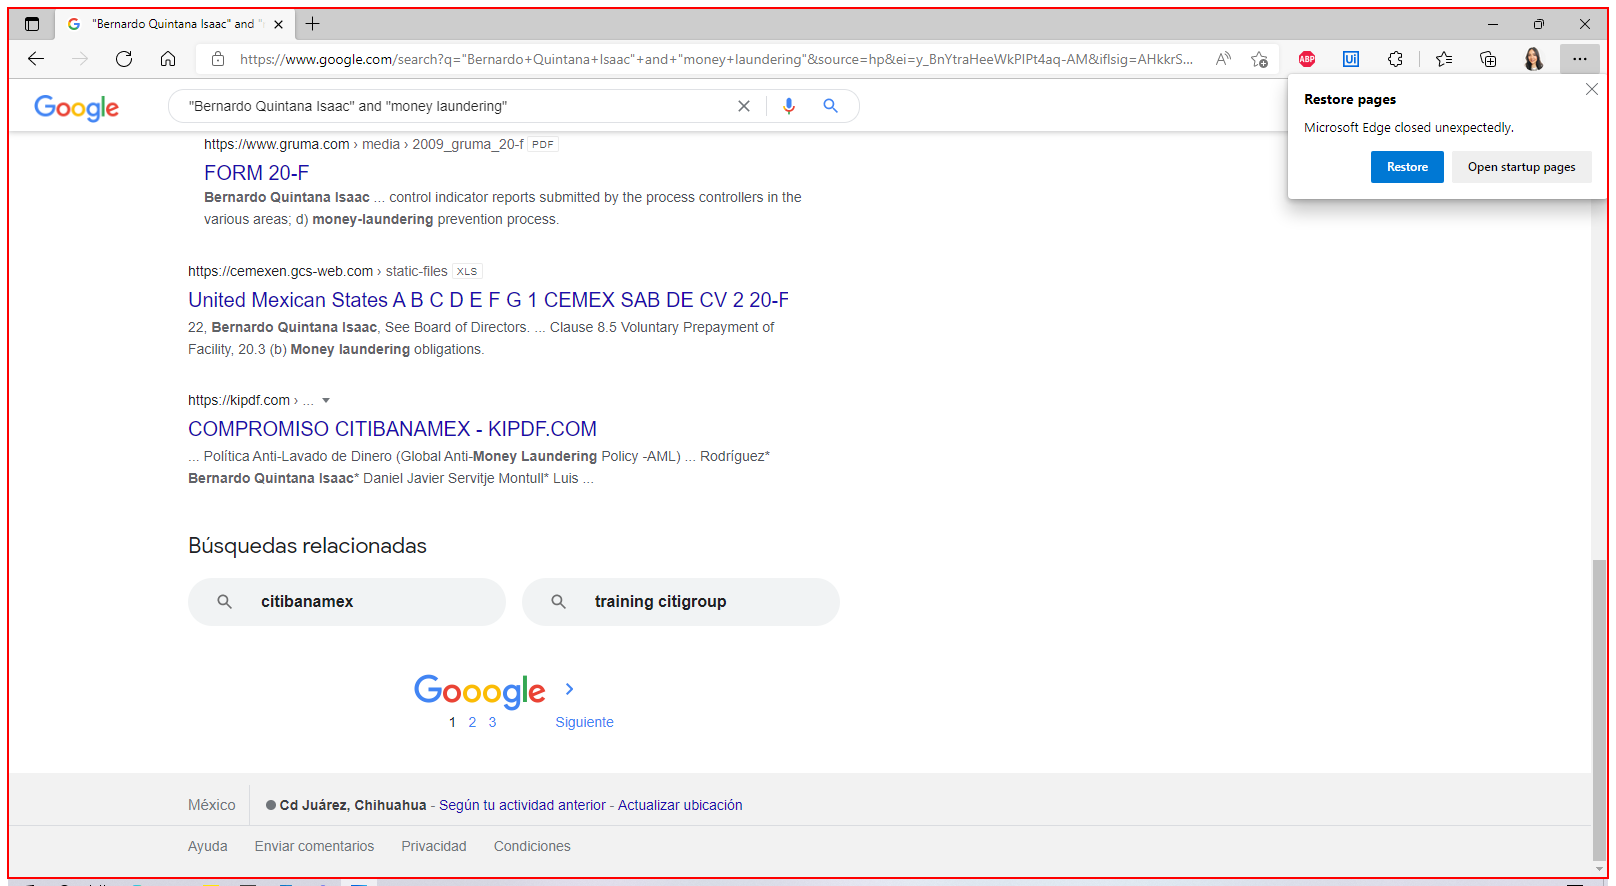 "Bernardo Quintana Isaac" and "
https://www.google.com/search?q="Bernardo+Quintana+Isaac"+and+"money+laundering"&source=hp&ei=y_BnYtraHeeWkPIPt4aq-AM&iflsig=AHkkrS...
ABP
Ui
Google
"Bernardo Quintana Isaac" and "money laundering"
Restore pages
Microsoft Edge closed unexpectedly.
Restore
Open startup pages
https://www.gruma.com › media › 2009_gruma_20-f PDF
FORM 20-F
Bernardo Quintana Isaac ... control indicator reports submitted by the process controllers in the
various areas; d) money-laundering prevention process.
https://cemexen.gcs-web.com › static-files XLS
United Mexican States A B C D E F G 1 CEMEX SAB DE CV 2 20-F
22, Bernardo Quintana Isaac, See Board of Directors. ... Clause 8.5 Voluntary Prepayment of
Facility, 20.3 (b) Money laundering obligations.
https://kipdf.com › ...
COMPROMISO CITIBANAMEX - KIPDF.COM
... Política Anti-Lavado de Dinero (Global Anti-Money Laundering Policy -AML) ... Rodríguez*
Bernardo Quintana Isaac* Daniel Javier Servitje Montull* Luis ...
Búsquedas relacionadas
citibanamex
training citigroup
Gooogle
1 2 3 Siguiente
México
Cd Juárez, Chihuahua - Según tu actividad anterior - Actualizar ubicación
Ayuda Enviar comentarios Privacidad Condiciones